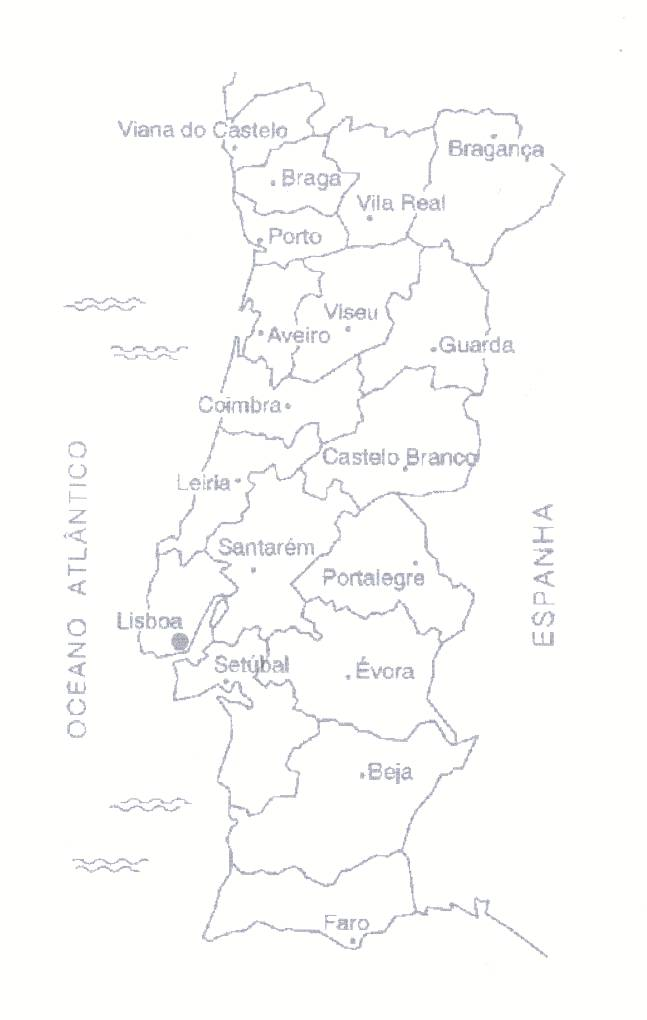 Viana do Castelo
Bragança
Braga
Vila Real
Porto
Viseu
Aveiro
Guarda
Coimbra
Castelo Branco
Leiria
OCEANO ATLÂNTICO
ESPANHA
Santarém
Portalegre
Lisboa
Setúbal
Évora
Beja
Faro